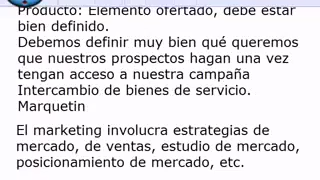 Producto: Elemento ofertado, debe estar
bien definido.
Debemos definir muy bien qué queremos
que nuestros prospectos hagan una vez
tengan acceso a nuestra campaña
Intercambio de bienes de servicio.
Marquetin
El marketing involucra estrategias de
mercado, de ventas, estudio de mercado,
posicionamiento de mercado, etc.